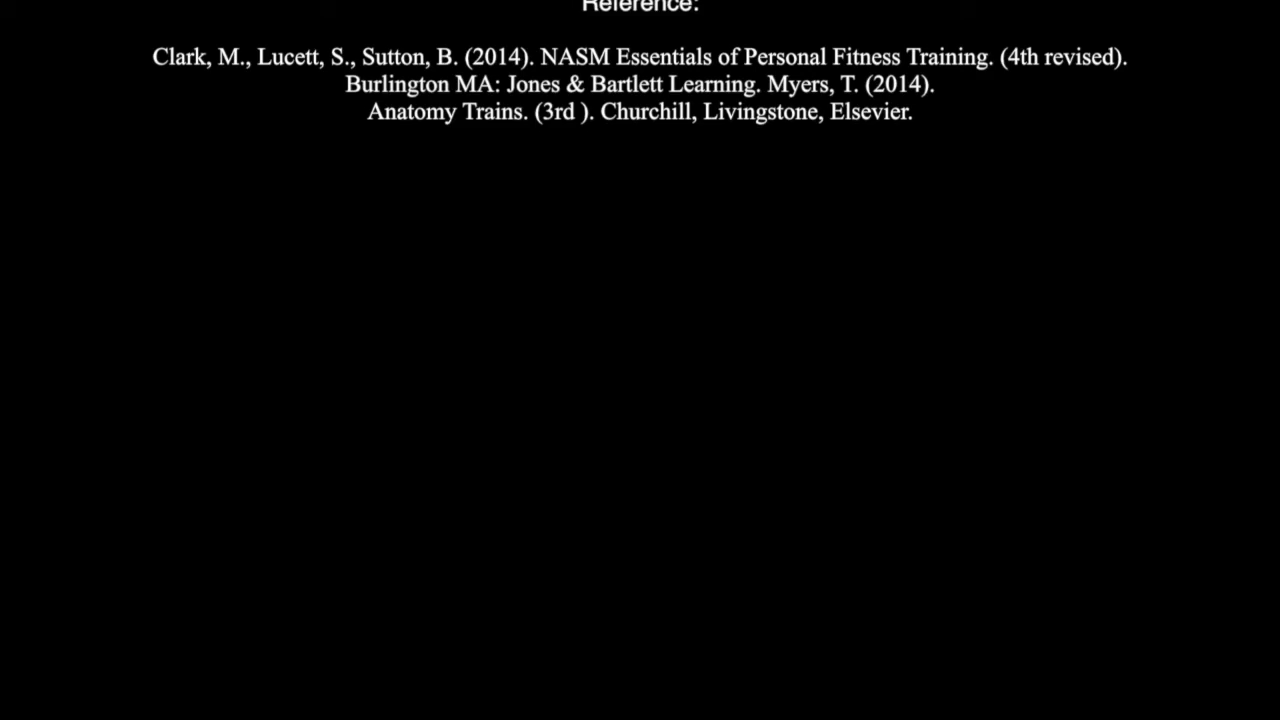 Reference:
Clark, M., Lucett, S., Sutton, B. (2014). NASM Essentials of Personal Fitness Training. (4th revised).
Burlington MA: Jones & Bartlett Learning. Myers, T. (2014).
Anatomy Trains. (3rd ). Churchill, Livingstone, Elsevier.